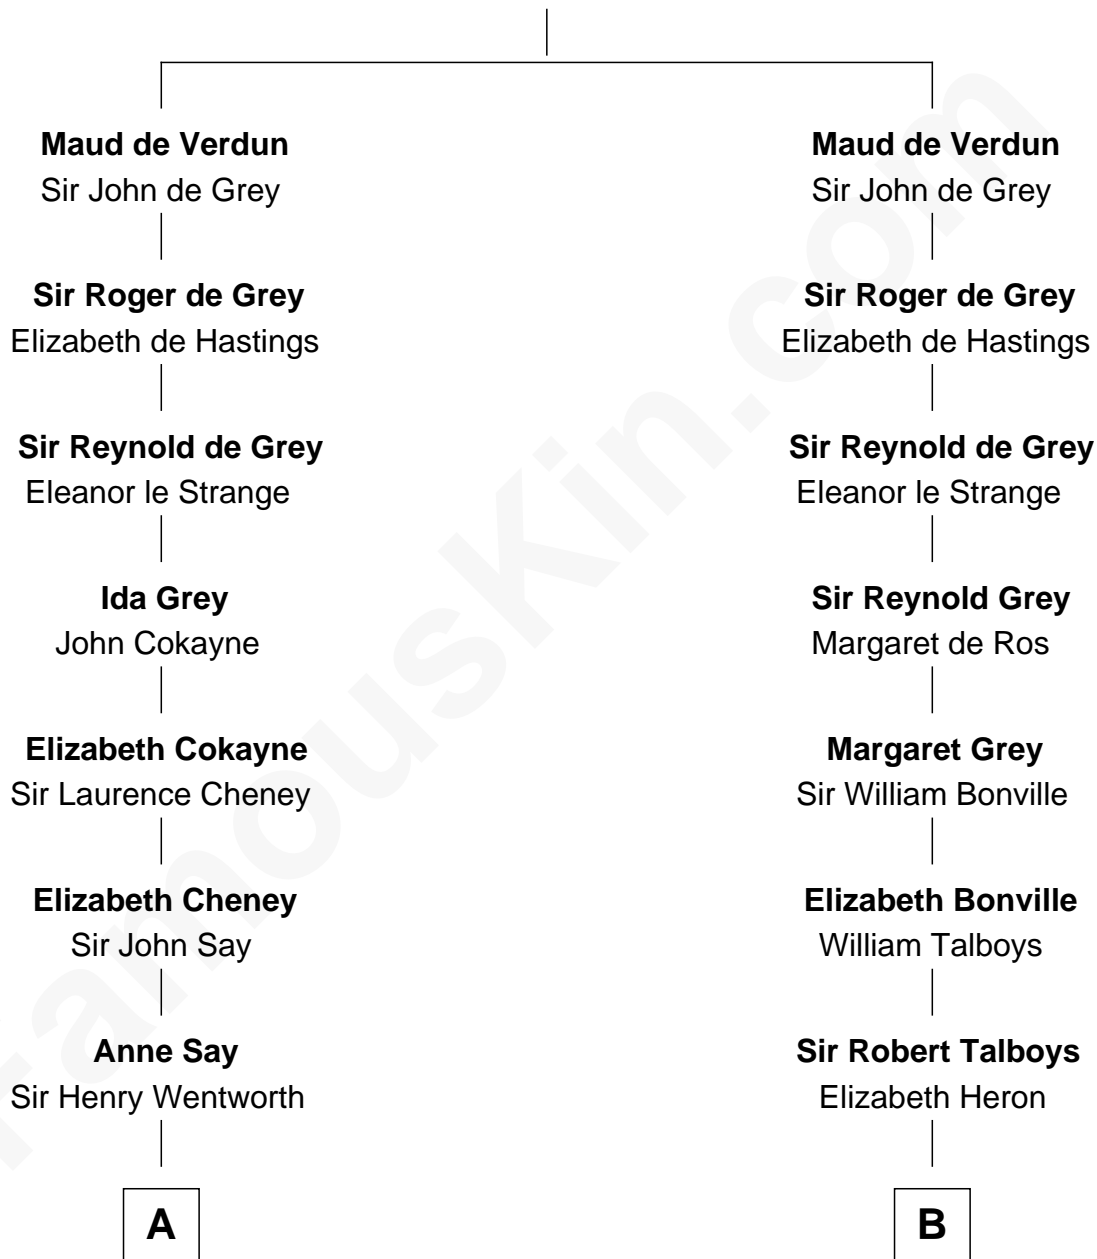 Maud de Verdun
Sir John de Grey
Sir Roger de Grey
Elizabeth de Hastings
Sir Reynold de Grey
Eleanor le Strange
Ida Grey
John Cokayne
Elizabeth Cokayne
Sir Laurence Cheney
Elizabeth Cheney
Sir John Say
Anne Say
Sir Henry Wentworth
A
Maud de Verdun
Sir John de Grey
Sir Roger de Grey
Elizabeth de Hastings
Sir Reynold de Grey
Eleanor le Strange
Sir Reynold Grey
Margaret de Ros
Margaret Grey
Sir William Bonville
Elizabeth Bonville
William Talboys
Sir Robert Talboys
Elizabeth Heron
B
FamousKin.com